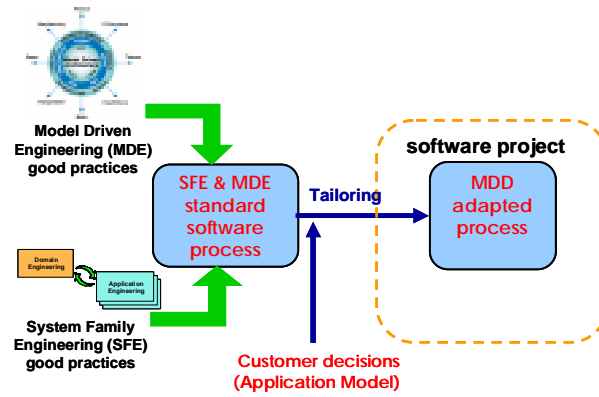 Model Driven
Engineering (MDE)
good practices
SFE & MDE
standard
software
process
Tailoring
software project
MDD
adapted
process
Domain
Engineering
Application
Engineering
System Family
Engineering (SFE)
good practices
Customer decisions
(Application Model)